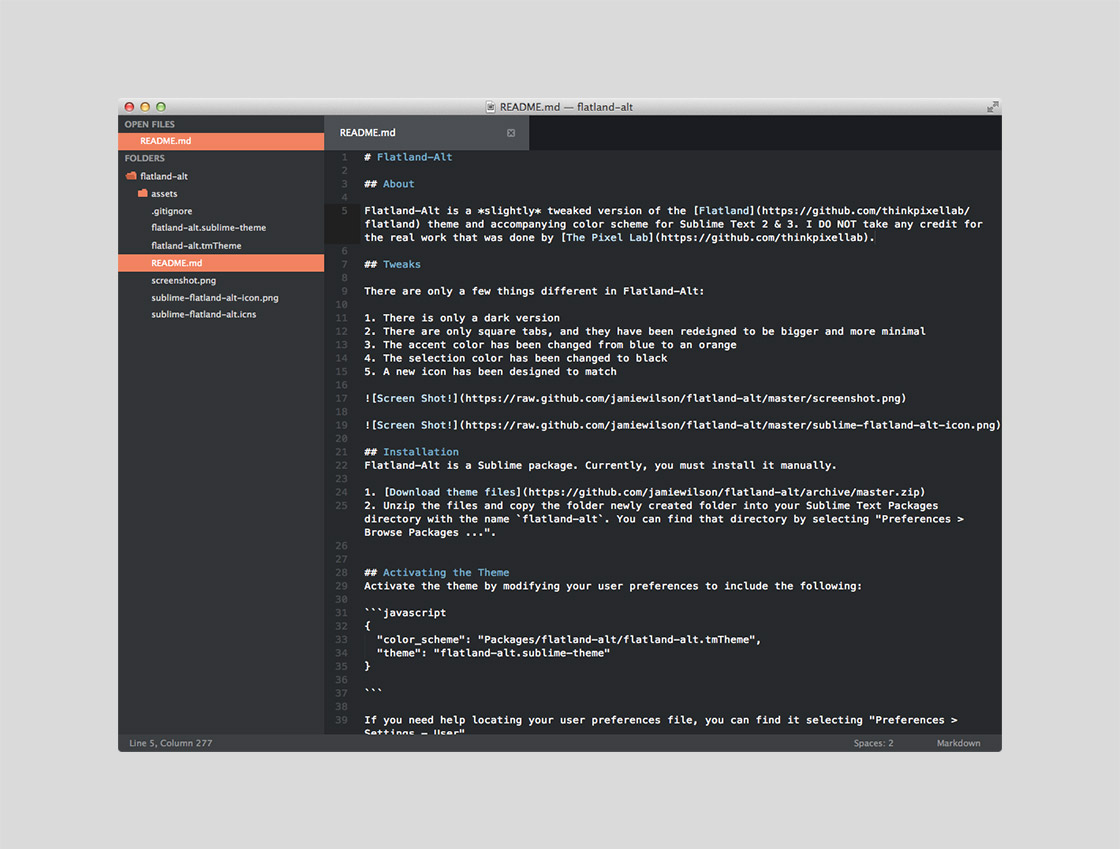 README.md — flatland-alt
OPEN FILES
README.md
FOLDERS
flatland-alt
assets
.gitignore
flatland-alt.sublime-theme
flatland-alt.tmTheme
README.md
screenshot.png
sublime-flatland-alt-icon.png
sublime-flatland-alt.icns
README.md
1 # Flatland-Alt
2
3 ## About
4
5 Flatland-Alt is a *slightly* tweaked version of the [Flatland](https://github.com/thinkpixellab/
flatland) theme and accompanying color scheme for Sublime Text 2 & 3. I DO NOT take any credit for
the real work that was done by [The Pixel Lab](https://github.com/thinkpixellab).
6
7 ## Tweaks
8
9 There are only a few things different in Flatland-Alt:
10
11 1. There is only a dark version
12 2. There are only square tabs, and they have been redeigned to be bigger and more minimal
13 3. The accent color has been changed from blue to an orange
14 4. The selection color has been changed to black
15 5. A new icon has been designed to match
16
17 ![Screen Shot!](https://raw.github.com/jamiewilson/flatland-alt/master/screenshot.png)
18
19 ![Screen Shot!](https://raw.github.com/jamiewilson/flatland-alt/master/sublime-flatland-alt-icon.png)
20
21 ## Installation
22 Flatland-Alt is a Sublime package. Currently, you must install it manually.
23
24 1. [Download theme files](https://github.com/jamiewilson/flatland-alt/archive/master.zip)
25 2. Unzip the files and copy the folder newly created folder into your Sublime Text Packages
directory with the name `flatland-alt`. You can find that directory by selecting "Preferences >
Browse Packages ...".
26
27
28 ## Activating the Theme
29 Activate the theme by modifying your user preferences to include the following:
30
31 ```javascript
32 {
33 "color_scheme": "Packages/flatland-alt/flatland-alt.tmTheme",
34 "theme": "flatland-alt.sublime-theme"
35 }
36
37 ```
38
39 If you need help locating your user preferences file, you can find it selecting "Preferences >
Settings - User"
Line 5, Column 277
Spaces: 2
Markdown